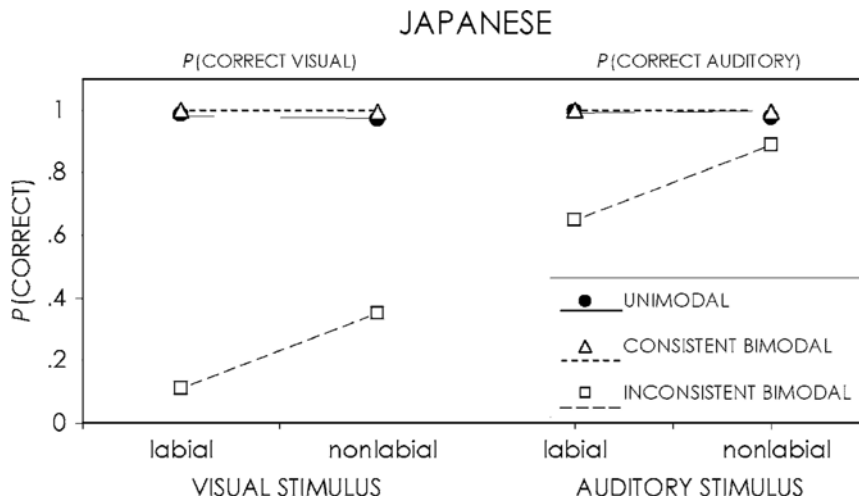 JAPANESE
P(CORRECT VISUAL) P(CORRECT AUDITORY)
1
.8
.6
.4
.2
0
P(CORRECT)
UNIMODAL
CONSISTENT BIMODAL
INCONSISTENT BIMODAL
labial nonlabial labial nonlabial
VISUAL STIMULUS AUDITORY STIMULUS